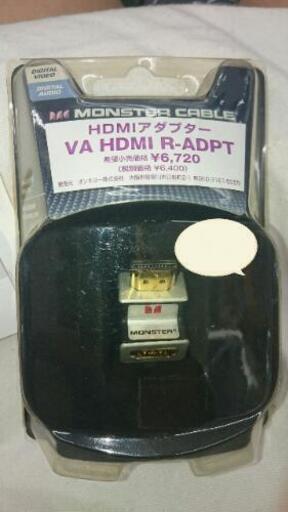 DIGITAL VIDEO
DIGITAL AUDIO
MONSTER CABLE®
HDMIアダプター
VA HDMI R-ADPT
希望小売価格 ¥6,720
(税別価格 ¥6,400)
MONSTER®